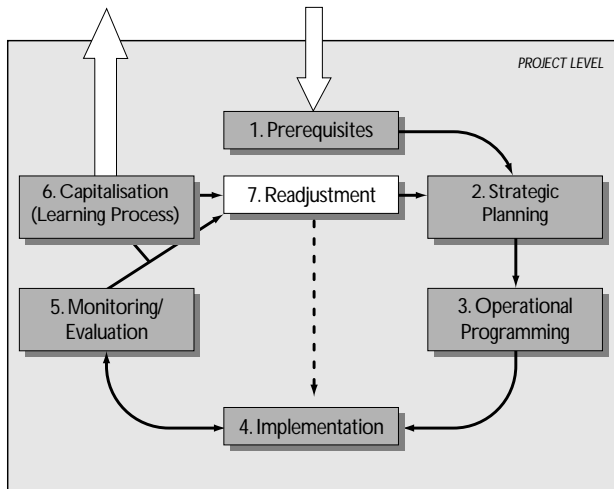 PROJECT LEVEL
1. Prerequisites
6. Capitalisation
(Learning Process)
7. Readjustment
2. Strategic
Planning
5. Monitoring/
Evaluation
3. Operational
Programming
4. Implementation